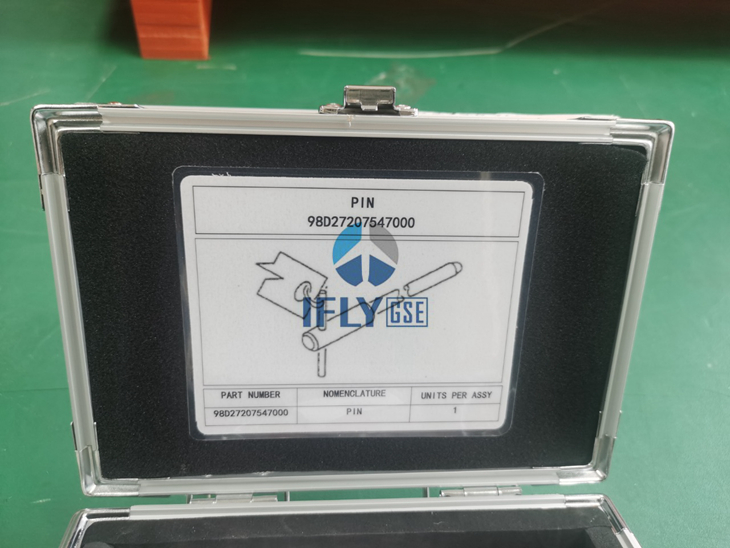 PIN
98D27207547000
IFLY GSE
PART NUMBER NOMENCLATURE UNITS PER ASSY
98D27207547000 PIN 1